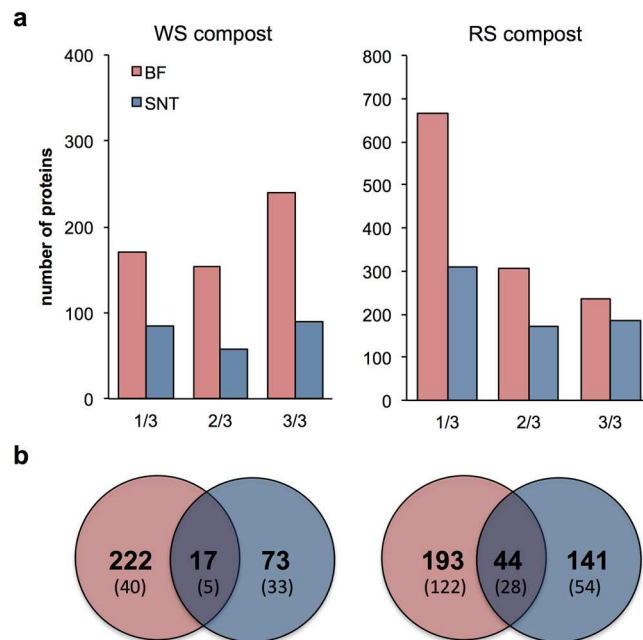 a
WS compost
RS compost
BF
SNT
number of proteins
400
300
200
100
0
1/3 2/3 3/3
800
700
600
500
400
300
200
100
0
1/3 2/3 3/3
b
222 17 73
(40) (5) (33)
193 44 141
(122) (28) (54)